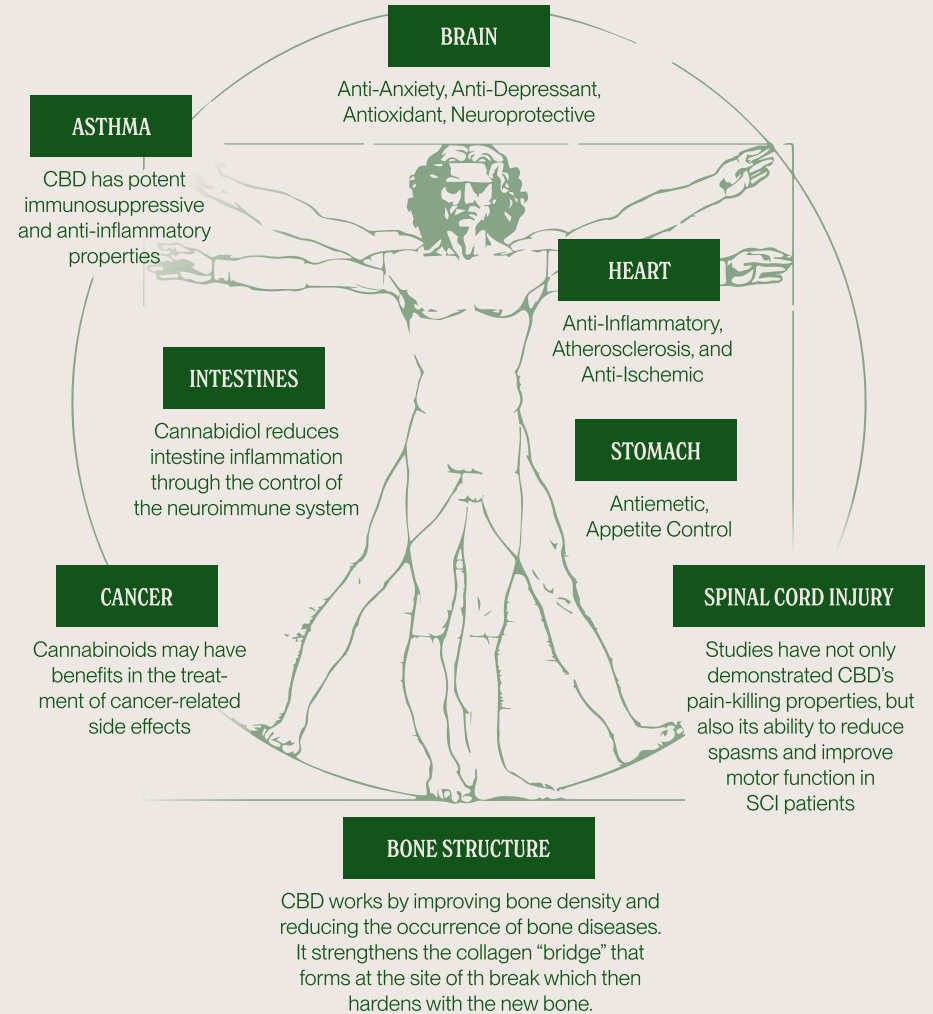 BRAIN
Anti-Anxiety, Anti-Depressant,
Antioxidant, Neuroprotective
ASTHMA
CBD has potent
immunosuppressive
and anti-inflammatory
properties
HEART
Anti-Inflammatory,
Atherosclerosis, and
Anti-Ischemic
INTESTINES
Cannabidiol reduces
intestine inflammation
through the control of
the neuroimmune system
STOMACH
Antiemetic,
Appetite Control
CANCER
Cannabinoids may have
benefits in the treat-
ment of cancer-related
side effects
SPINAL CORD INJURY
Studies have not only
demonstrated CBD’s
pain-killing properties, but
also its ability to reduce
spasms and improve
motor function in
SCI patients
BONE STRUCTURE
CBD works by improving bone density and
reducing the occurrence of bone diseases.
It strengthens the collagen “bridge” that
forms at the site of th break which then
hardens with the new bone.